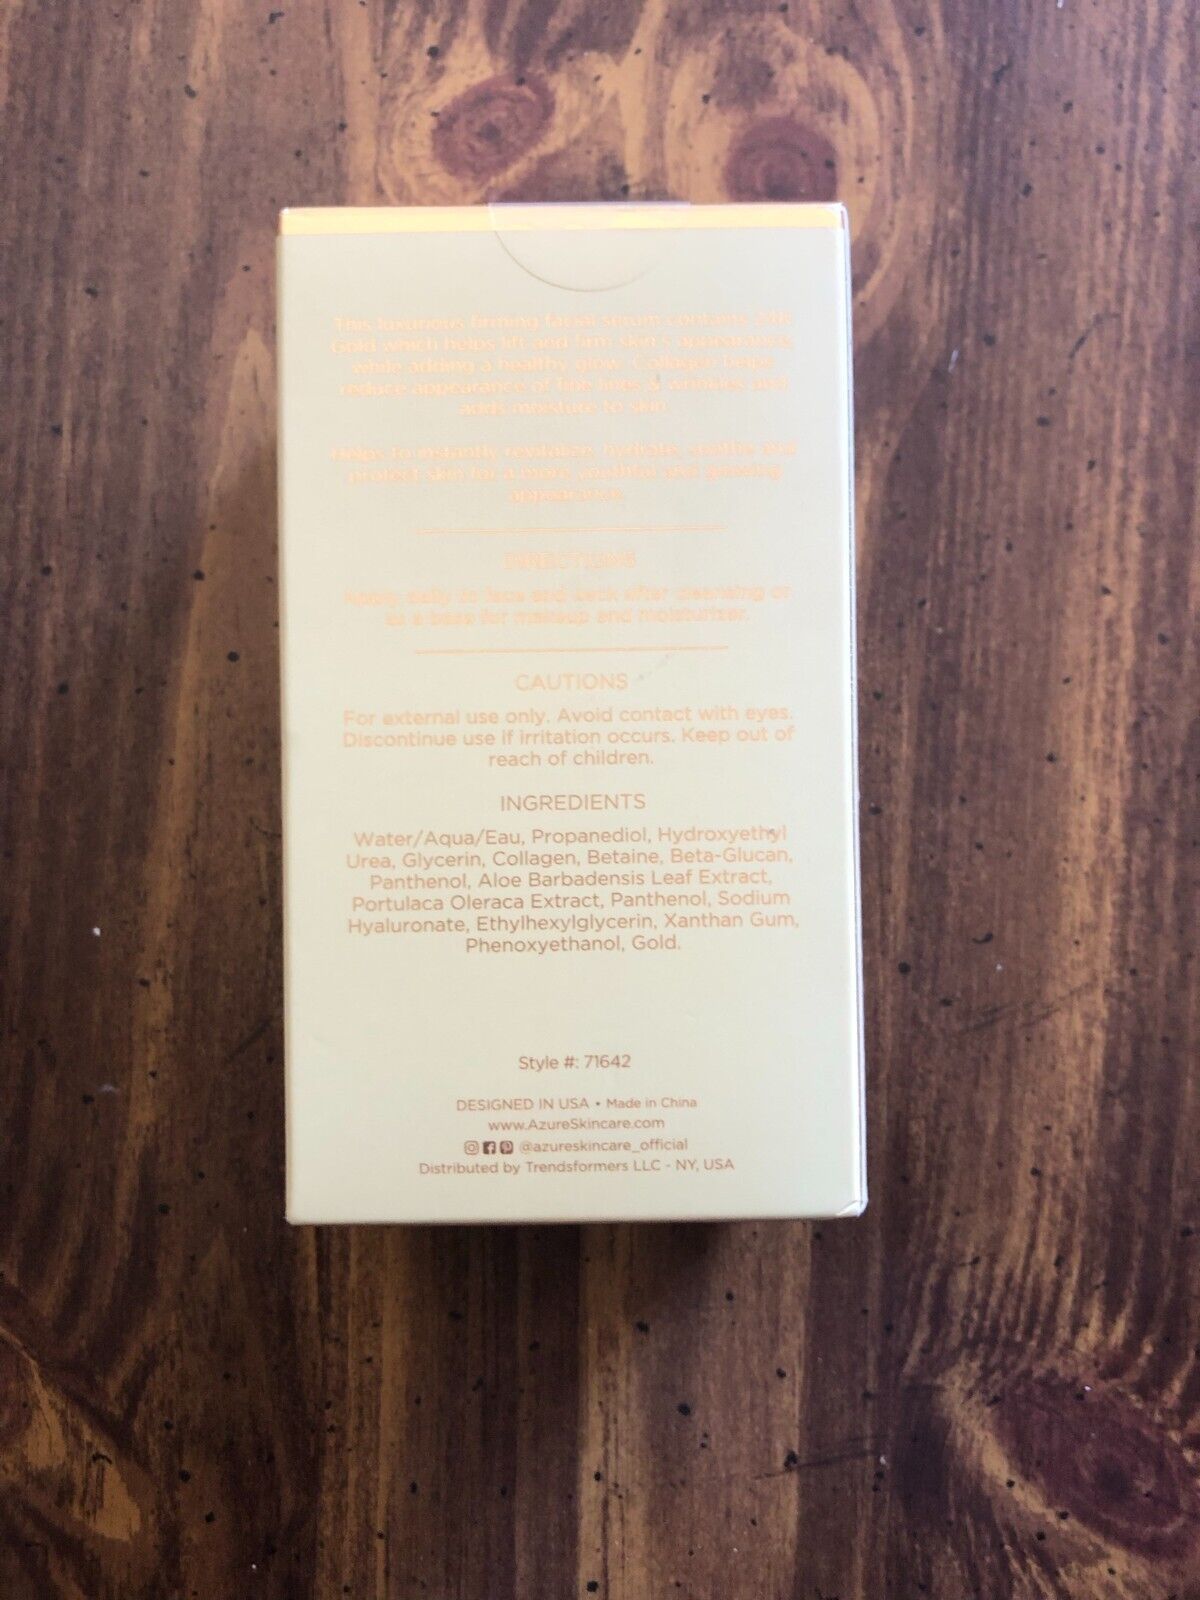 This luxurious firming facial serum contains 24k
Gold which helps lift and firm skin's appearance,
while adding a healthy glow. Collagen helps
reduce appearance of fine lines & wrinkles and
adds moisture to skin.
Helps to instantly revitalize, hydrate, soothe and
protect skin for a more youthful and glowing
appearance.
DIRECTIONS
Apply daily to face and neck after cleansing or
as a base for makeup and moisturizer.
CAUTIONS
For external use only. Avoid contact with eyes.
Discontinue use if irritation occurs. Keep out of
reach of children.
INGREDIENTS
Water/Aqua/Eau, Propanediol, Hydroxyethyl
Urea, Glycerin, Collagen, Betaine, Beta-Glucan,
Panthenol, Aloe Barbadensis Leaf Extract,
Portulaca Oleraca Extract, Panthenol, Sodium
Hyaluronate, Ethylhexylglycerin, Xanthan Gum,
Phenoxyethanol, Gold.
Style #: 71642
DESIGNED IN USA • Made in China
www.AzureSkincare.com
@azureskincare_official
Distributed by Trendsformers LLC - NY, USA